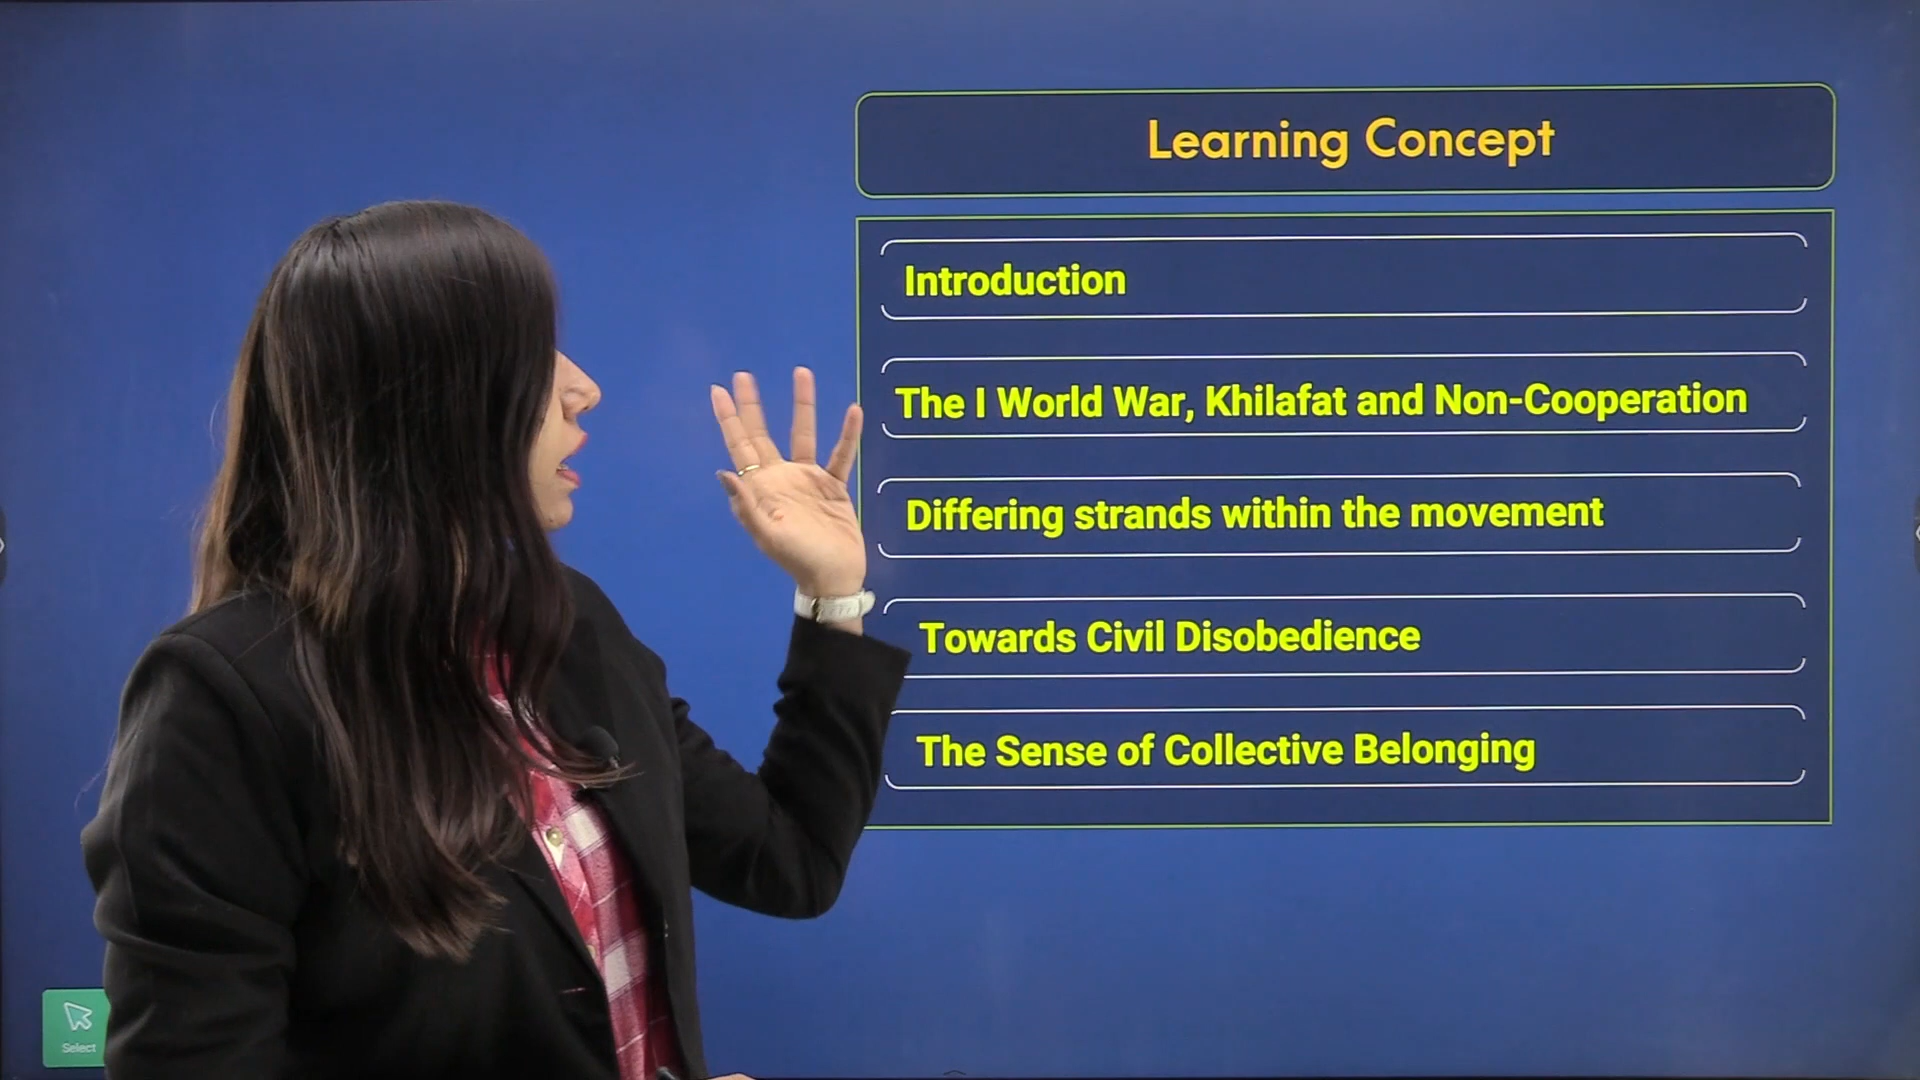 Learning Concept
Introduction
The I World War, Khilafat and Non-Cooperation
Differing strands within the movement
Towards Civil Disobedience
The Sense of Collective Belonging
Select